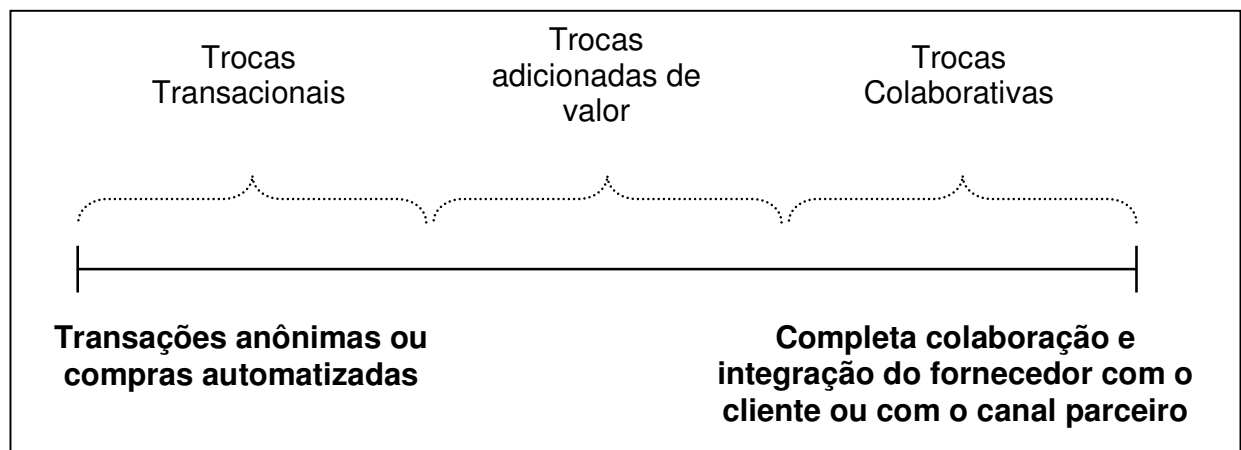 Trocas
Transacionais
Trocas
adicionadas de
valor
Trocas
Colaborativas
Transações anônimas ou
compras automatizadas
Completa colaboração e
integração do fornecedor com o
cliente ou com o canal parceiro